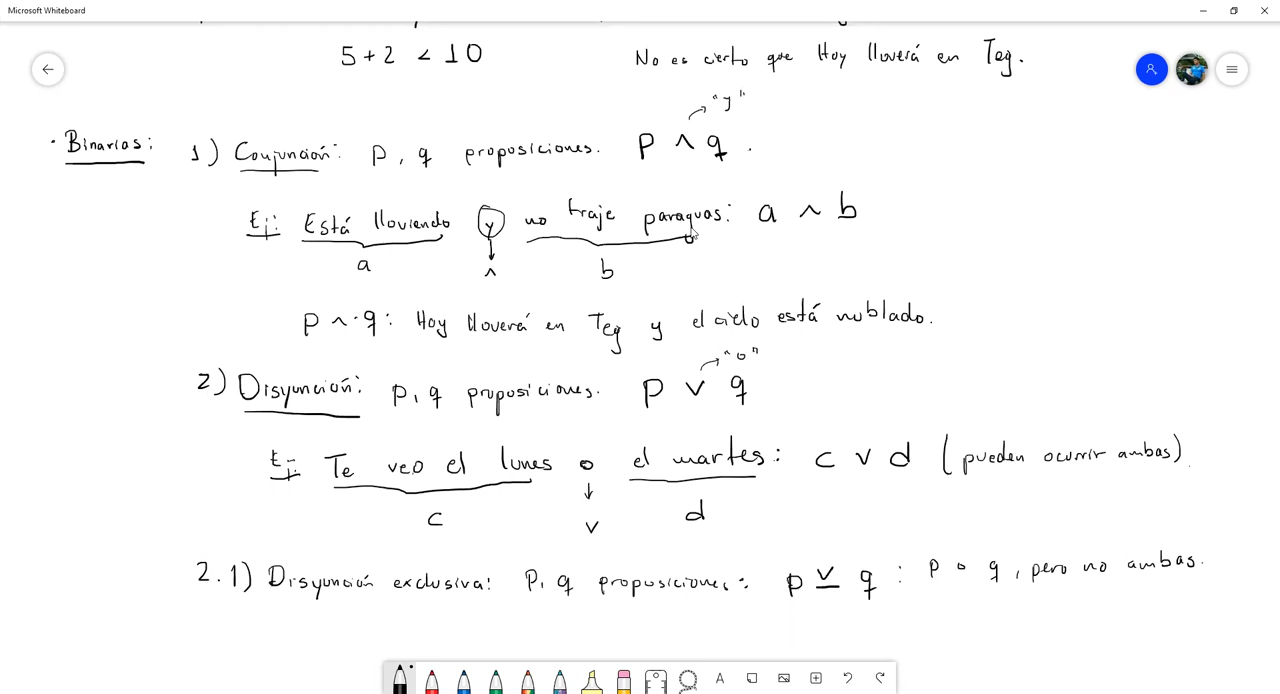 Microsoft Whiteboard
5 + 2 < 10
No es cierto que Hoy lloverá en Teg.
"y"
· Binarias: 1) Conjunción: p, q proposiciones. p ∧ q .
Ej: Está lloviendo y no traje paraguas: a ∧ b
a ∧ b
p ∧ q: Hoy lloverá en Teg y el cielo está nublado.
"o"
2) Disyunción: p, q proposiciones. p ∨ q
Ej: Te veo el lunes o el martes: c ∨ d (pueden ocurrir ambas).
c ∨ d
2.1) Disyunción exclusiva: p, q proposiciones: p ⊻ q : p o q, pero no ambas.